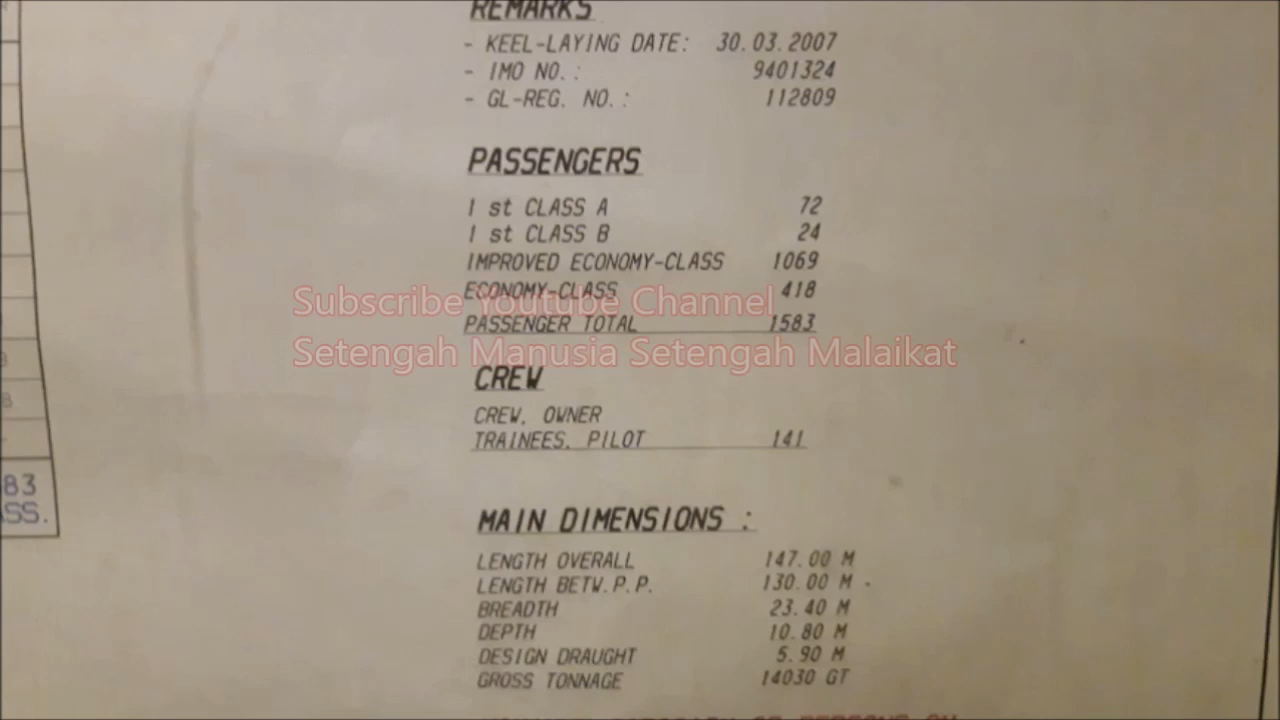 REMARKS
- KEEL-LAYING DATE: 30.03.2007
- IMO NO.: 9401324
- GL-REG. NO.: 112809
PASSENGERS
1 st CLASS A 72
1 st CLASS B 24
IMPROVED ECONOMY-CLASS 1069
ECONOMY-CLASS 418
Subscribe Youtube Channel
PASSENGER TOTAL 1583
Setengah Manusia Setengah Malaikat
CREW
CREW, OWNER
TRAINEES, PILOT 141
83
SS.
MAIN DIMENSIONS :
LENGTH OVERALL 147.00 M
LENGTH BETW.P.P. 130.00 M
BREADTH 23.40 M
DEPTH 10.80 M
DESIGN DRAUGHT 5.90 M
GROSS TONNAGE 14030 GT